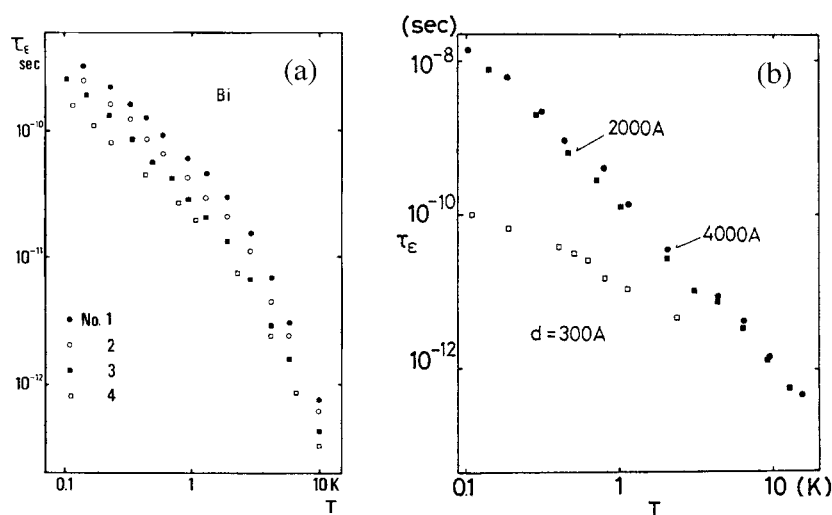 τε
sec
(a)
Bi
10⁻¹⁰
10⁻¹¹
10⁻¹²
No. 1
2
3
4
0.1
1
10K
T
(sec)
(b)
10⁻⁸
2000A
10⁻¹⁰
τε
4000A
d=300A
10⁻¹²
0.1
1
10 (K)
T